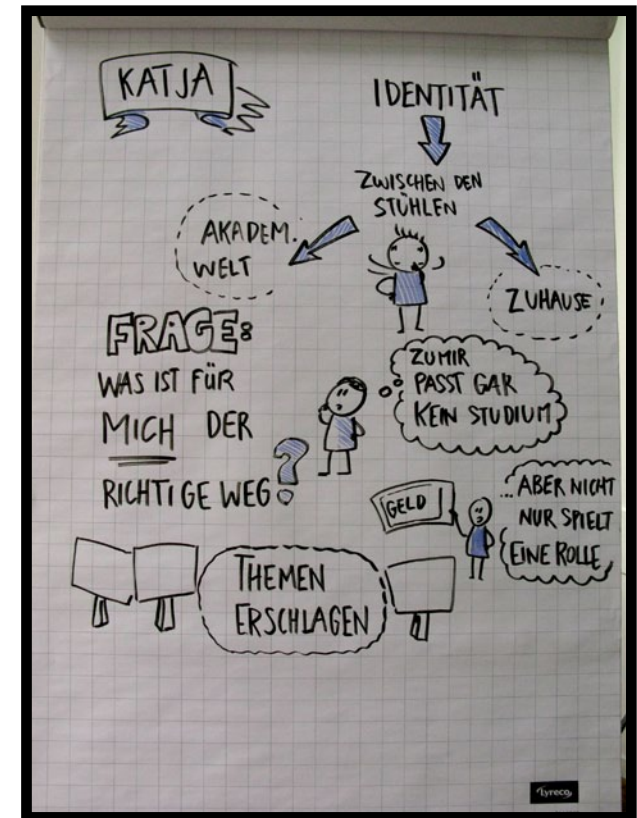 KATJA
IDENTITÄT
ZWISCHEN DEN
STÜHLEN
AKADEM.
WELT
ZUHAUSE
FRAGE:
WAS IST FÜR
MICH DER
RICHTIGE WEG?
ZU MIR
PASST GAR
KEIN STUDIUM
GELD
...ABER NICHT
NUR SPIELT
EINE ROLLE
THEMEN
ERSCHLAGEN
Lyreco